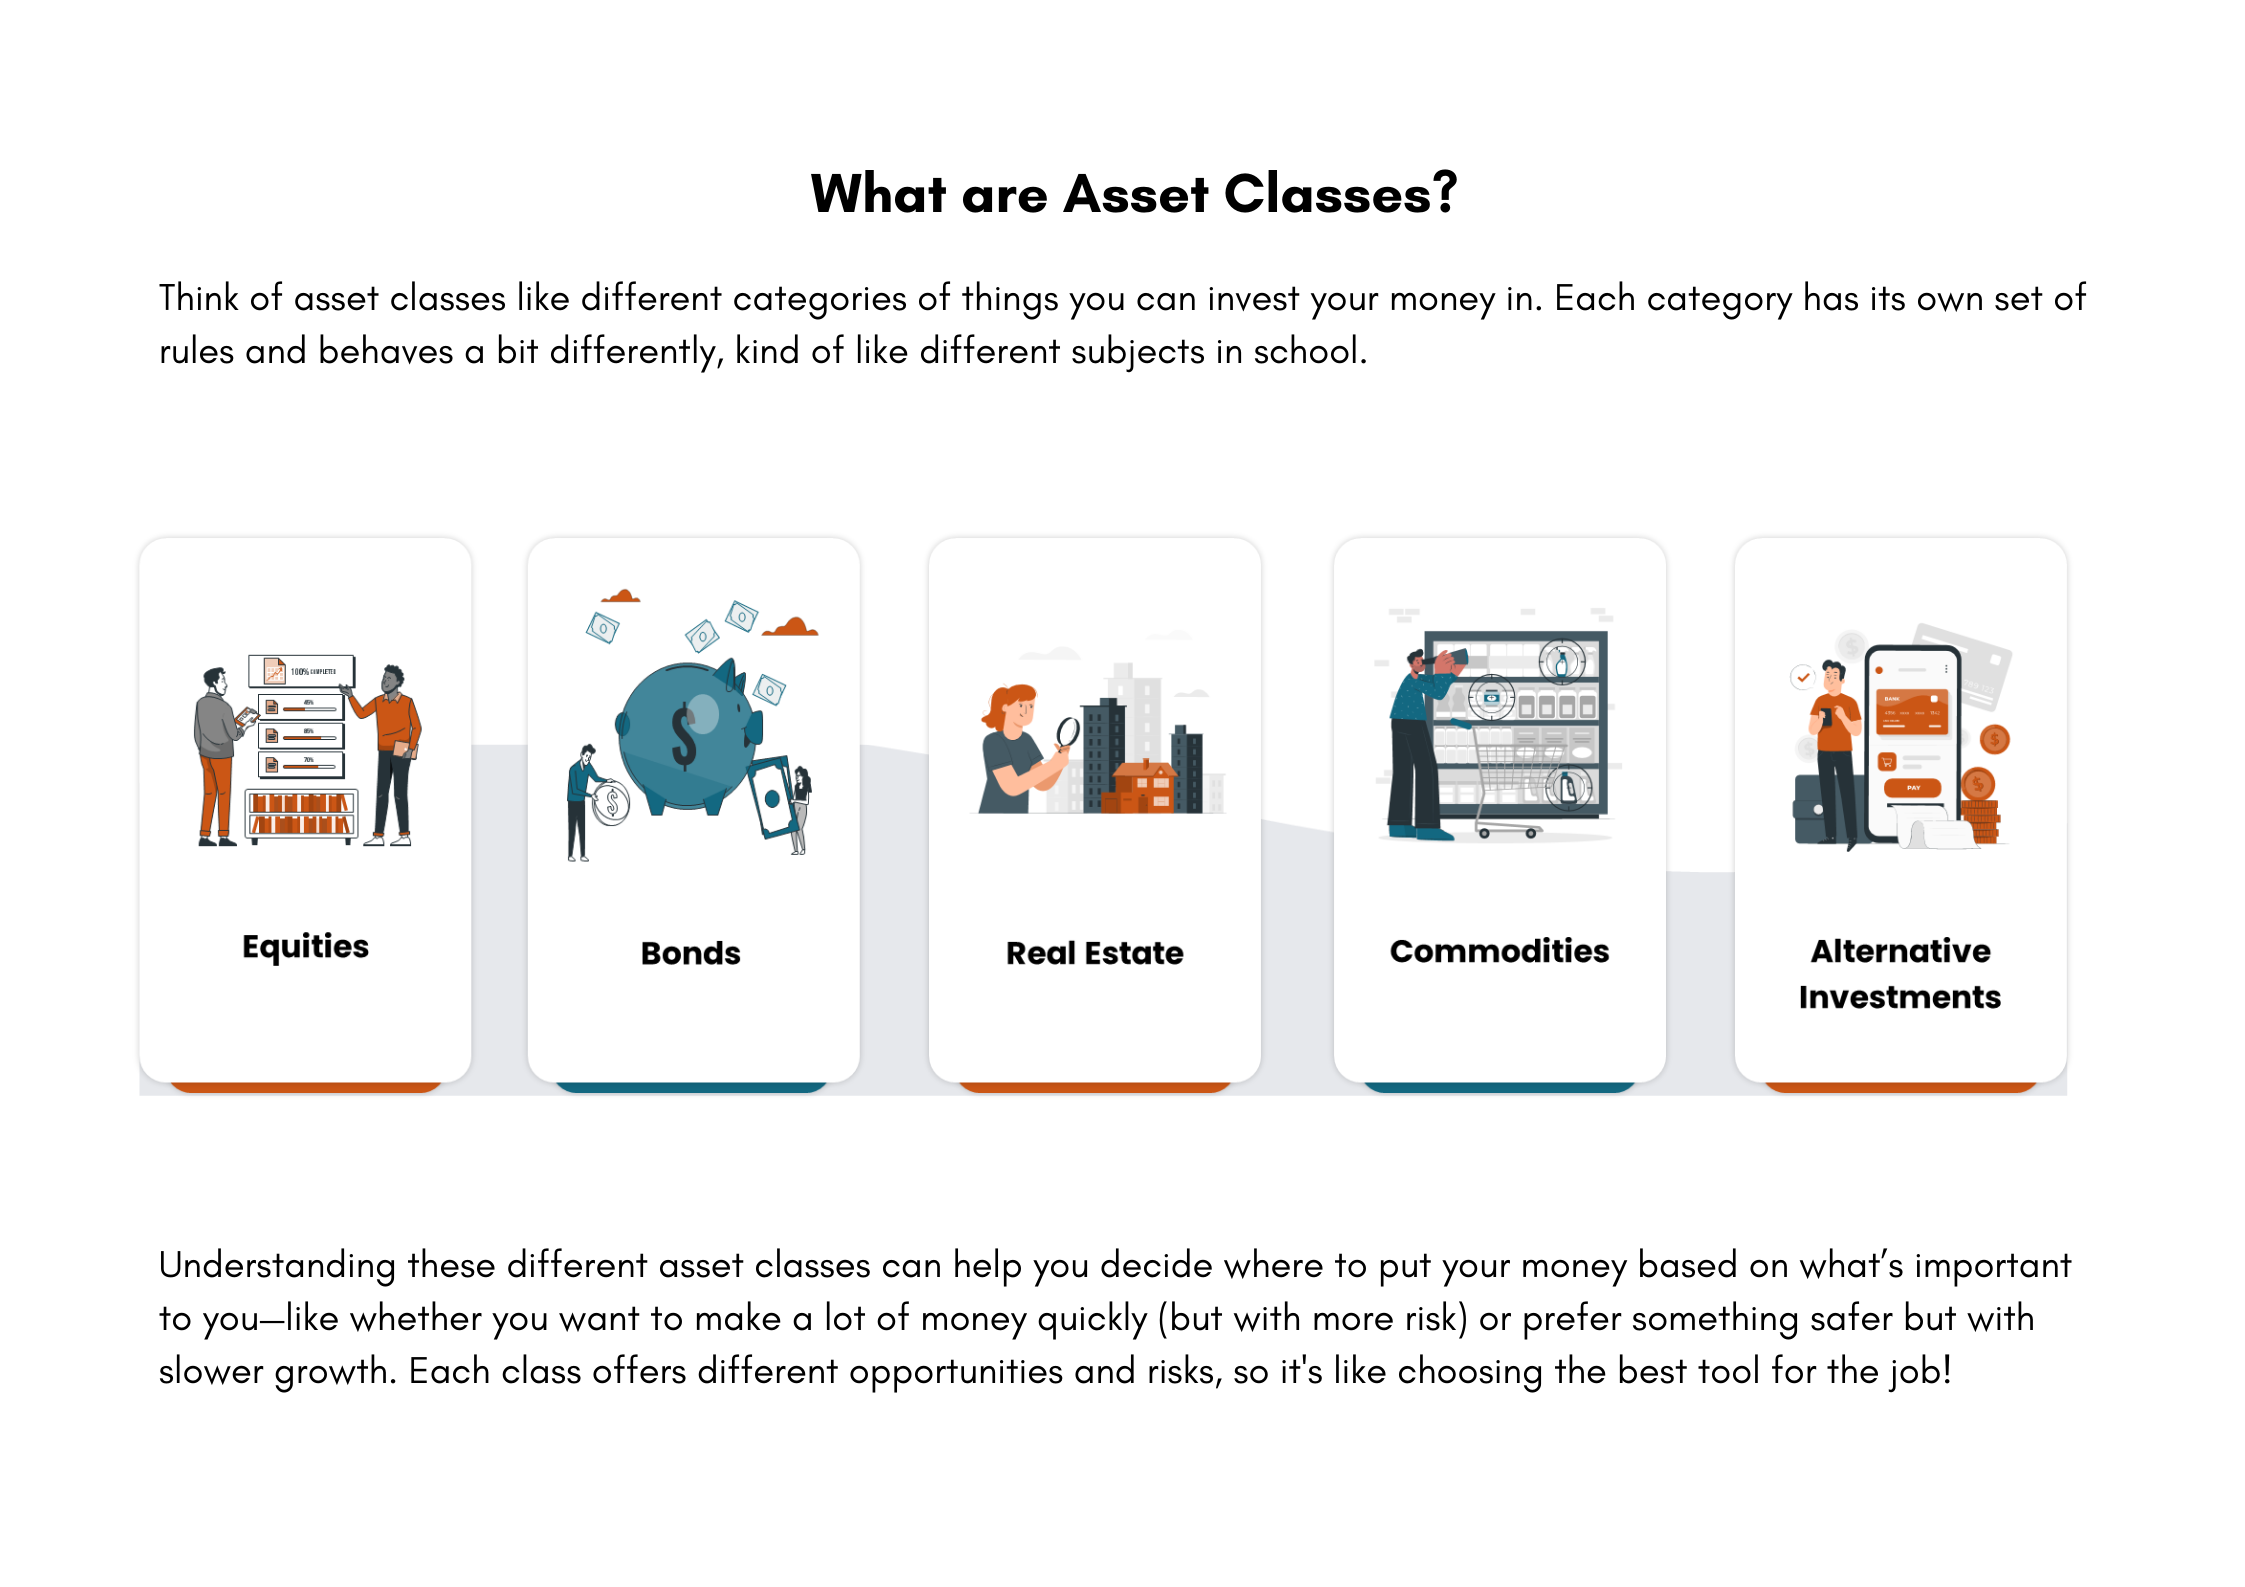 What are Asset Classes?
Think of asset classes like different categories of things you can invest your money in. Each category has its own set of
rules and behaves a bit differently, kind of like different subjects in school.
100% COMPLETED
45%
85%
70%
BANK
PAY
Equities
Bonds
Real Estate
Commodities
Alternative
Investments
Understanding these different asset classes can help you decide where to put your money based on what’s important
to you—like whether you want to make a lot of money quickly (but with more risk) or prefer something safer but with
slower growth. Each class offers different opportunities and risks, so it's like choosing the best tool for the job!